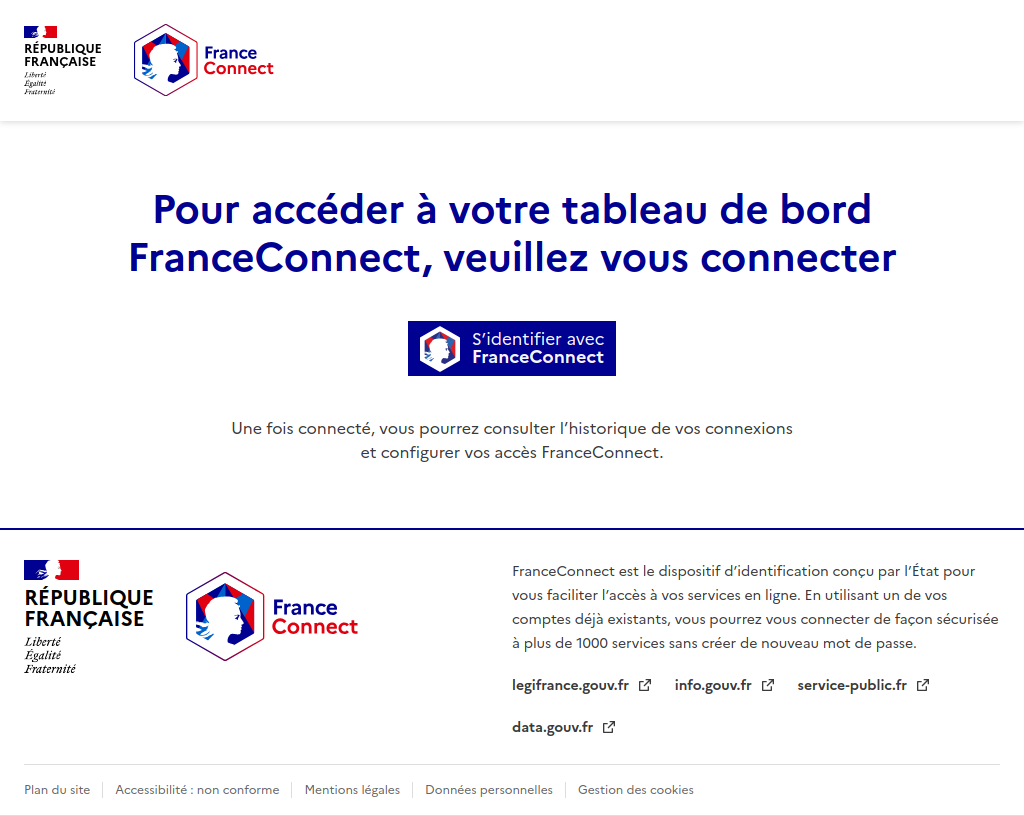 RÉPUBLIQUE
FRANÇAISE
Liberté
Égalité
Fraternité
France
Connect
Pour accéder à votre tableau de bord
FranceConnect, veuillez vous connecter
S’identifier avec
FranceConnect
Une fois connecté, vous pourrez consulter l’historique de vos connexions
et configurer vos accès FranceConnect.
RÉPUBLIQUE
FRANÇAISE
Liberté
Égalité
Fraternité
France
Connect
FranceConnect est le dispositif d’identification conçu par l’État pour
vous faciliter l’accès à vos services en ligne. En utilisant un de vos
comptes déjà existants, vous pourrez vous connecter de façon sécurisée
à plus de 1000 services sans créer de nouveau mot de passe.
legifrance.gouv.fr info.gouv.fr service-public.fr
data.gouv.fr
Plan du site Accessibilité : non conforme Mentions légales Données personnelles Gestion des cookies